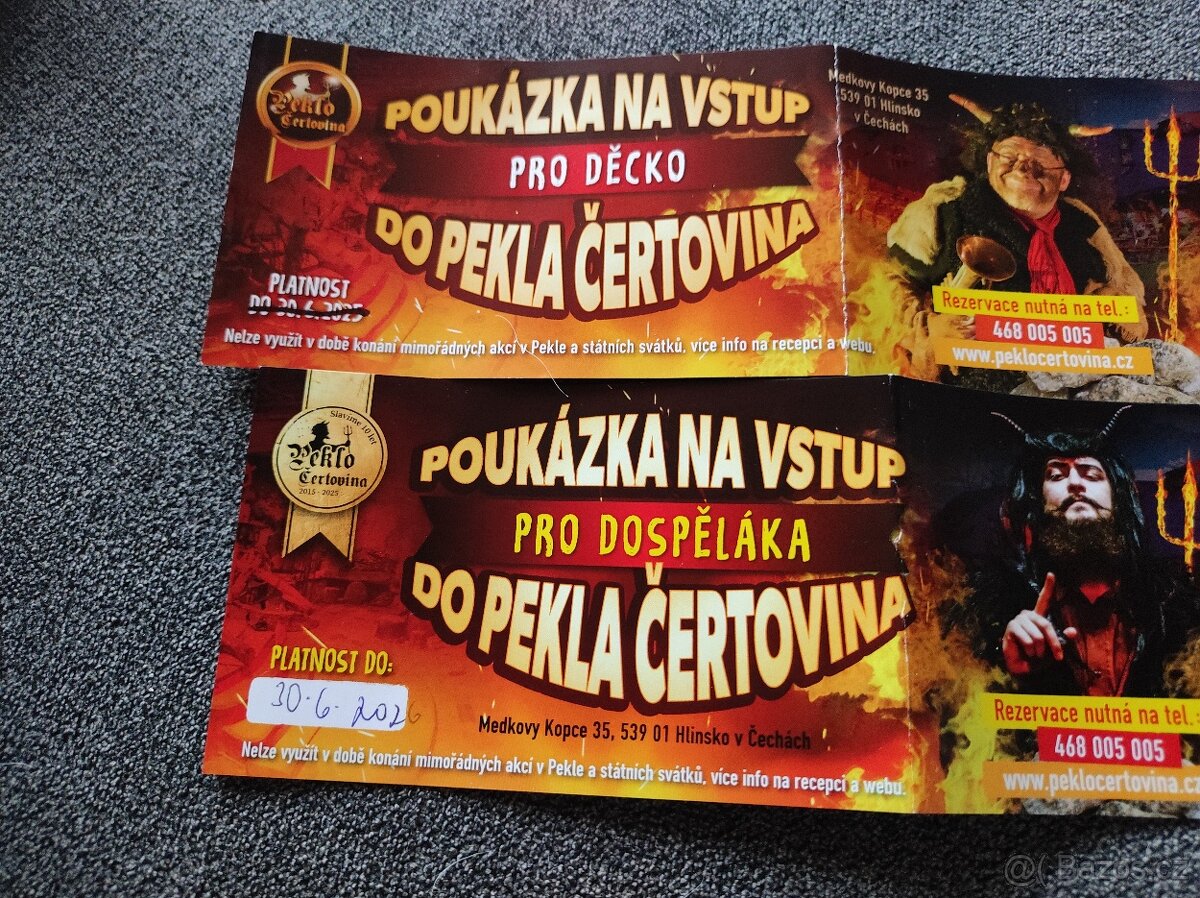 Peklo
Čertovina
POUKÁZKA NA VSTUP
PRO DĚCKO
DO PEKLA ČERTOVINA
PLATNOST
DO 30.6.2025
Nelze využít v době konání mimořádných akcí v Pekle a státních svátků, více info na recepci a webu.
Medkovy Kopce 35
539 01 Hlinsko
v Čechách
Rezervace nutná na tel.:
468 005 005
www.peklocertovina.cz
Slavíme 10 let
Peklo
Čertovina
2015 - 2025
POUKÁZKA NA VSTUP
PRO DOSPĚLÁKA
DO PEKLA ČERTOVINA
PLATNOST DO:
30.6.2026
Medkovy Kopce 35, 539 01 Hlinsko v Čechách
Nelze využít v době konání mimořádných akcí v Pekle a státních svátků, více info na recepci a webu.
Rezervace nutná na tel.:
468 005 005
www.peklocertovina.cz
@( Bazos.cz